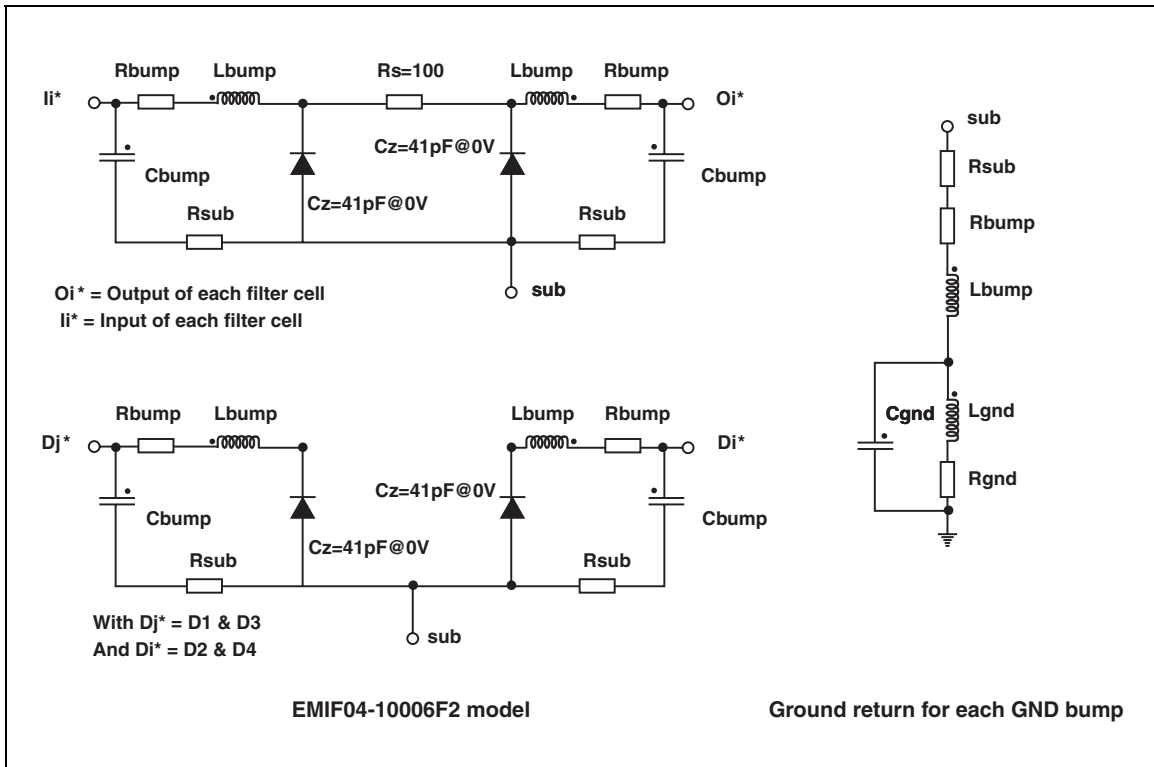 Rbump Lbump Rs=100 Lbump Rbump
Ii* Oi*
Cz=41pF@0V
Cbump Cbump
Cz=41pF@0V
Rsub Rsub
sub
Oi* = Output of each filter cell
Ii* = Input of each filter cell
Rbump Lbump Lbump Rbump
Dj* Di*
Cz=41pF@0V
Cbump Cbump
Cz=41pF@0V
Rsub Rsub
With Dj* = D1 & D3
And Di* = D2 & D4
sub
EMIF04-10006F2 model
sub
Rsub
Rbump
Lbump
Cgnd Lgnd
Rgnd
Ground return for each GND bump